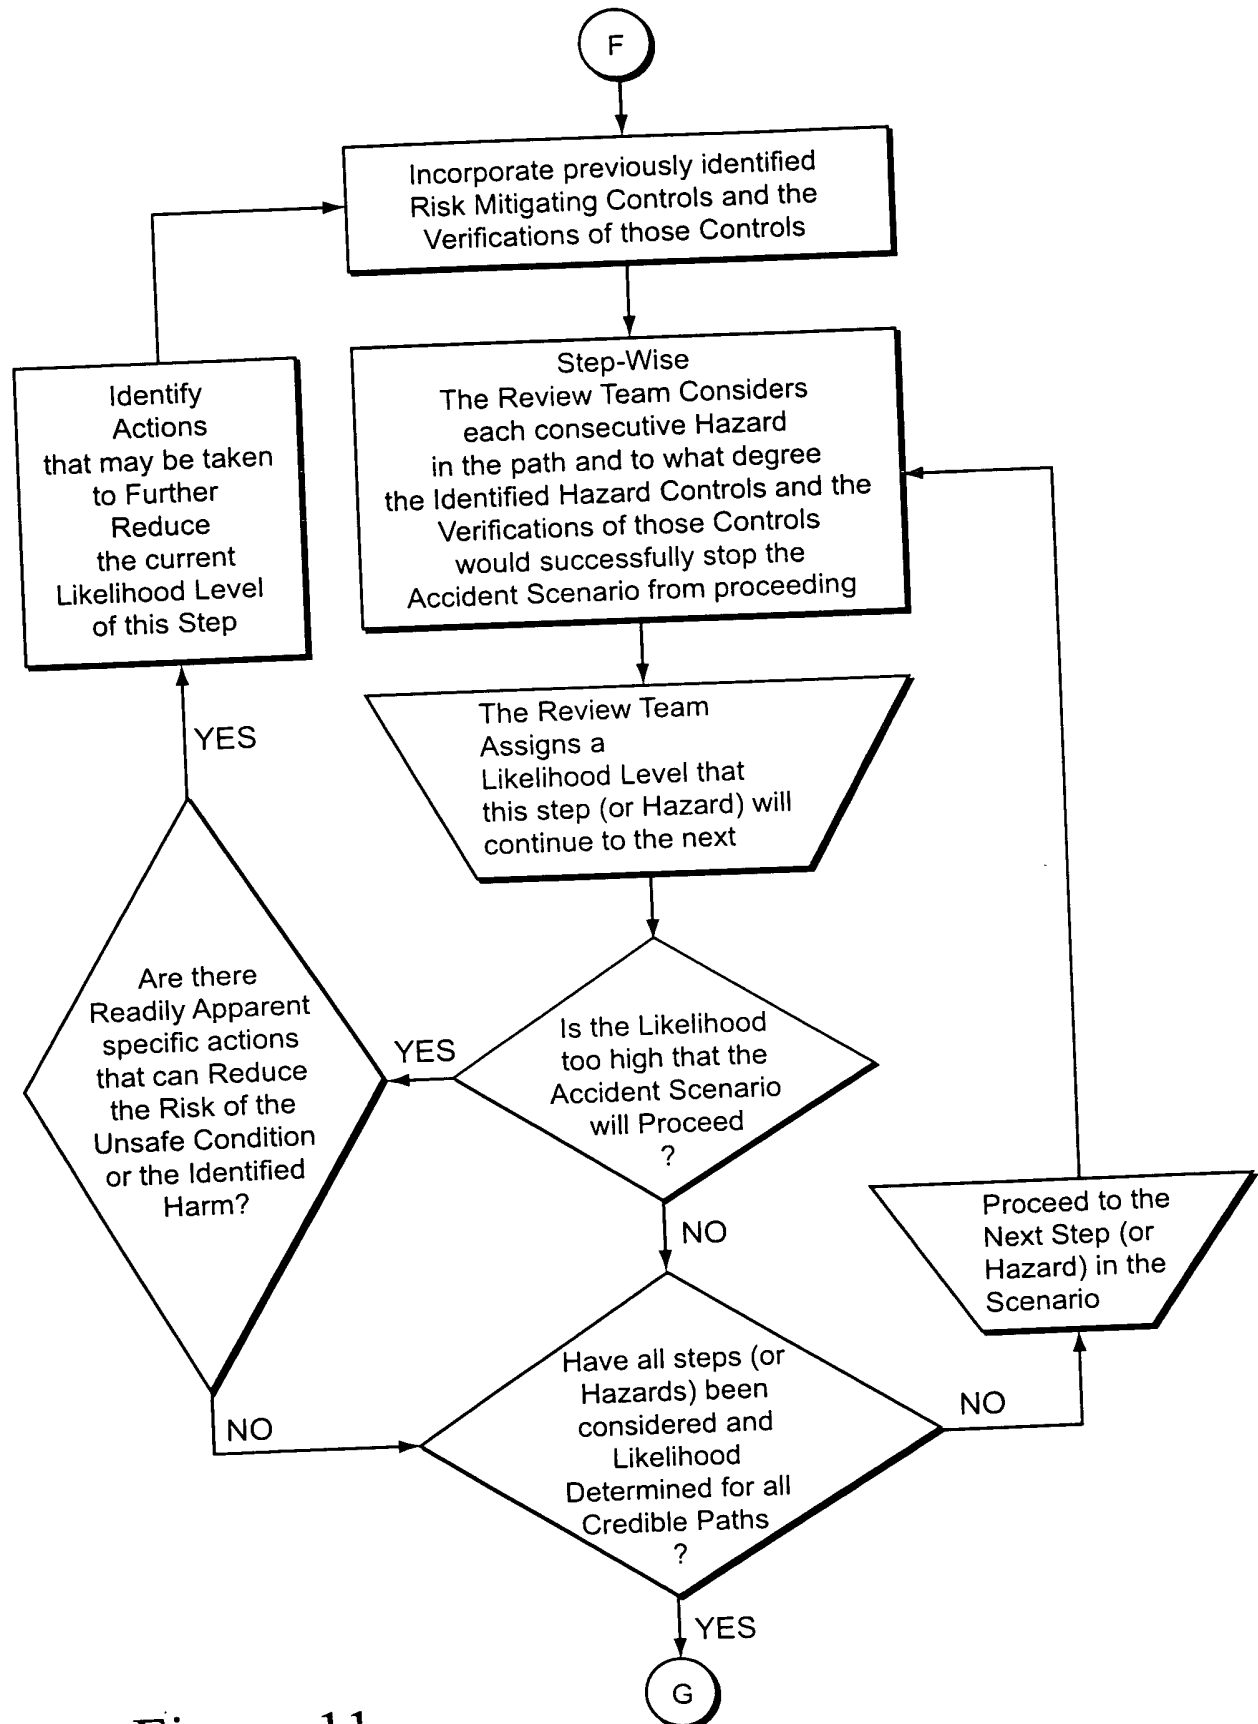 F
Incorporate previously identified
Risk Mitigating Controls and the
Verifications of those Controls
Step-Wise
The Review Team Considers
each consecutive Hazard
in the path and to what degree
the Identified Hazard Controls and the
Verifications of those Controls
would successfully stop the
Accident Scenario from proceeding
Identify
Actions
that may be taken
to Further
Reduce
the current
Likelihood Level
of this Step
YES
The Review Team
Assigns a
Likelihood Level that
this step (or Hazard) will
continue to the next
Are there
Readily Apparent
specific actions
that can Reduce
the Risk of the
Unsafe Condition
or the Identified
Harm?
YES
Is the Likelihood
too high that the
Accident Scenario
will Proceed
?
NO
Proceed to the
Next Step (or
Hazard) in the
Scenario
NO
Have all steps (or
Hazards) been
considered and
Likelihood
Determined for all
Credible Paths
?
NO
YES
G
Figure 11